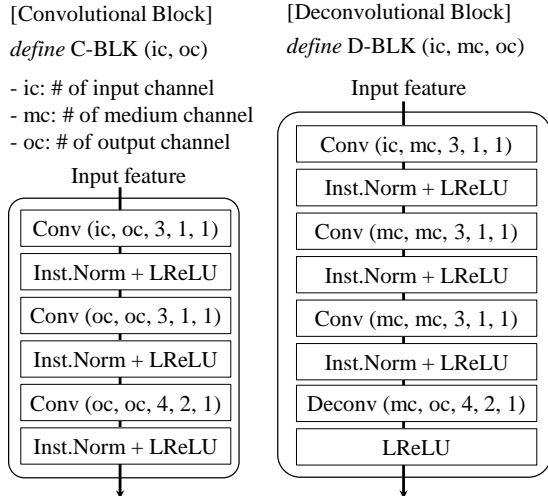 [Convolutional Block]
define C-BLK (ic, oc)
- ic: # of input channel
- mc: # of medium channel
- oc: # of output channel
Input feature
Conv (ic, oc, 3, 1, 1)
Inst.Norm + LReLU
Conv (oc, oc, 3, 1, 1)
Inst.Norm + LReLU
Conv (oc, oc, 4, 2, 1)
Inst.Norm + LReLU
[Deconvolutional Block]
define D-BLK (ic, mc, oc)
Input feature
Conv (ic, mc, 3, 1, 1)
Inst.Norm + LReLU
Conv (mc, mc, 3, 1, 1)
Inst.Norm + LReLU
Conv (mc, mc, 3, 1, 1)
Inst.Norm + LReLU
Deconv (mc, oc, 4, 2, 1)
LReLU